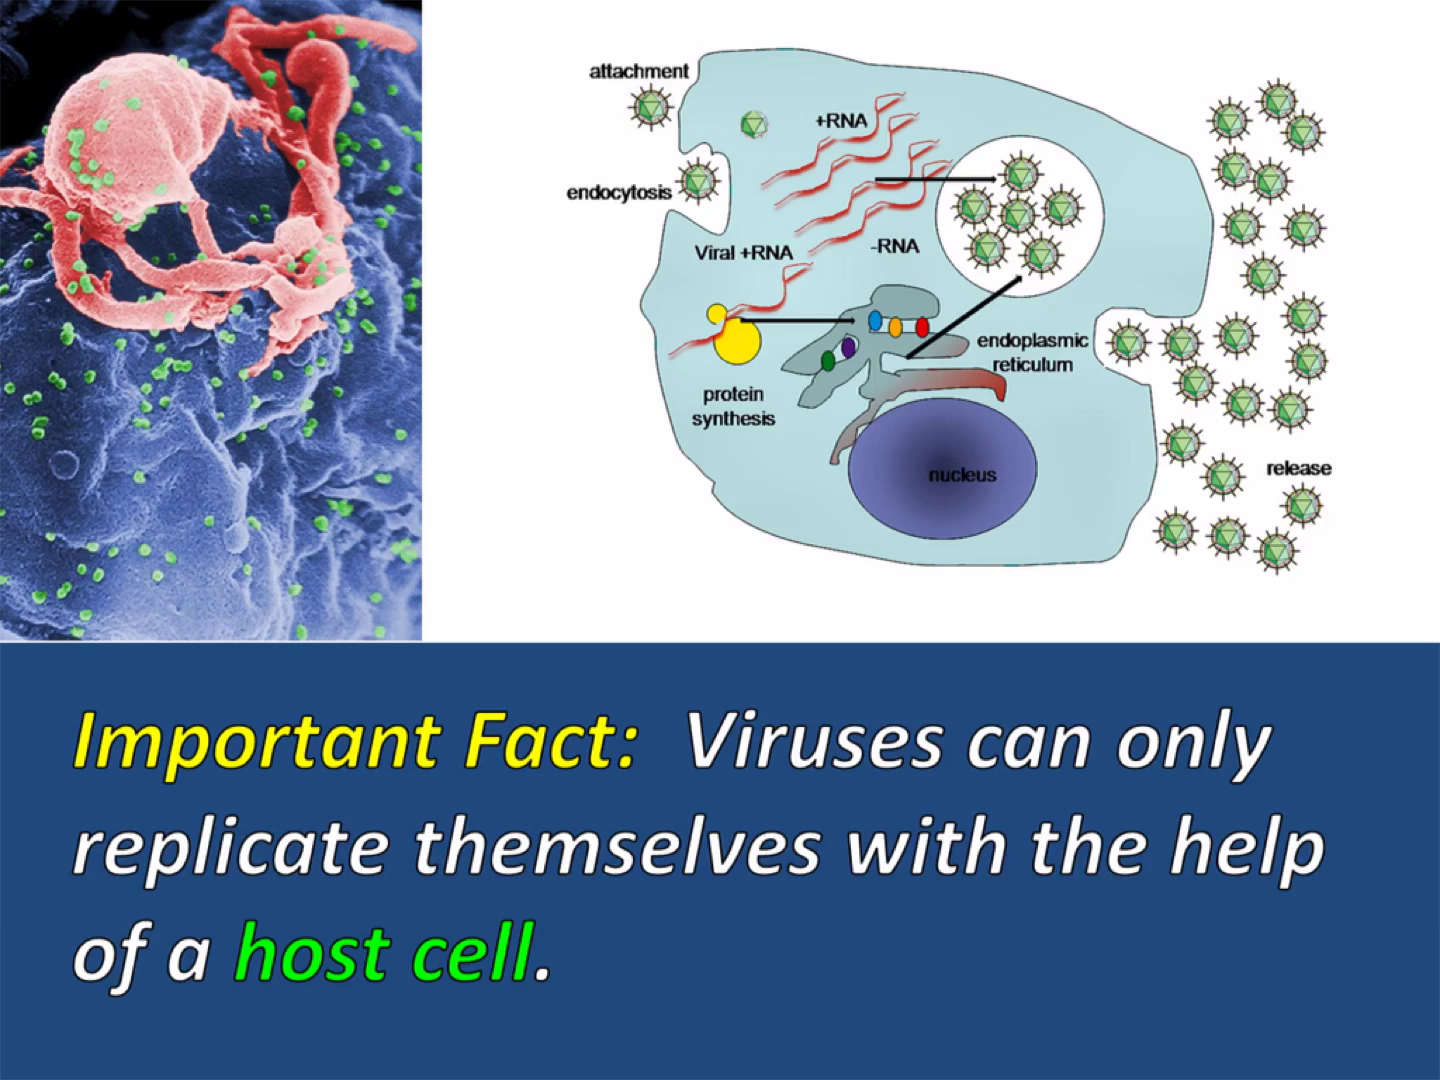 attachment
+RNA
endocytosis
Viral +RNA
-RNA
endoplasmic
reticulum
protein
synthesis
nucleus
release
Important Fact:  Viruses can only
replicate themselves with the help
of a host cell.